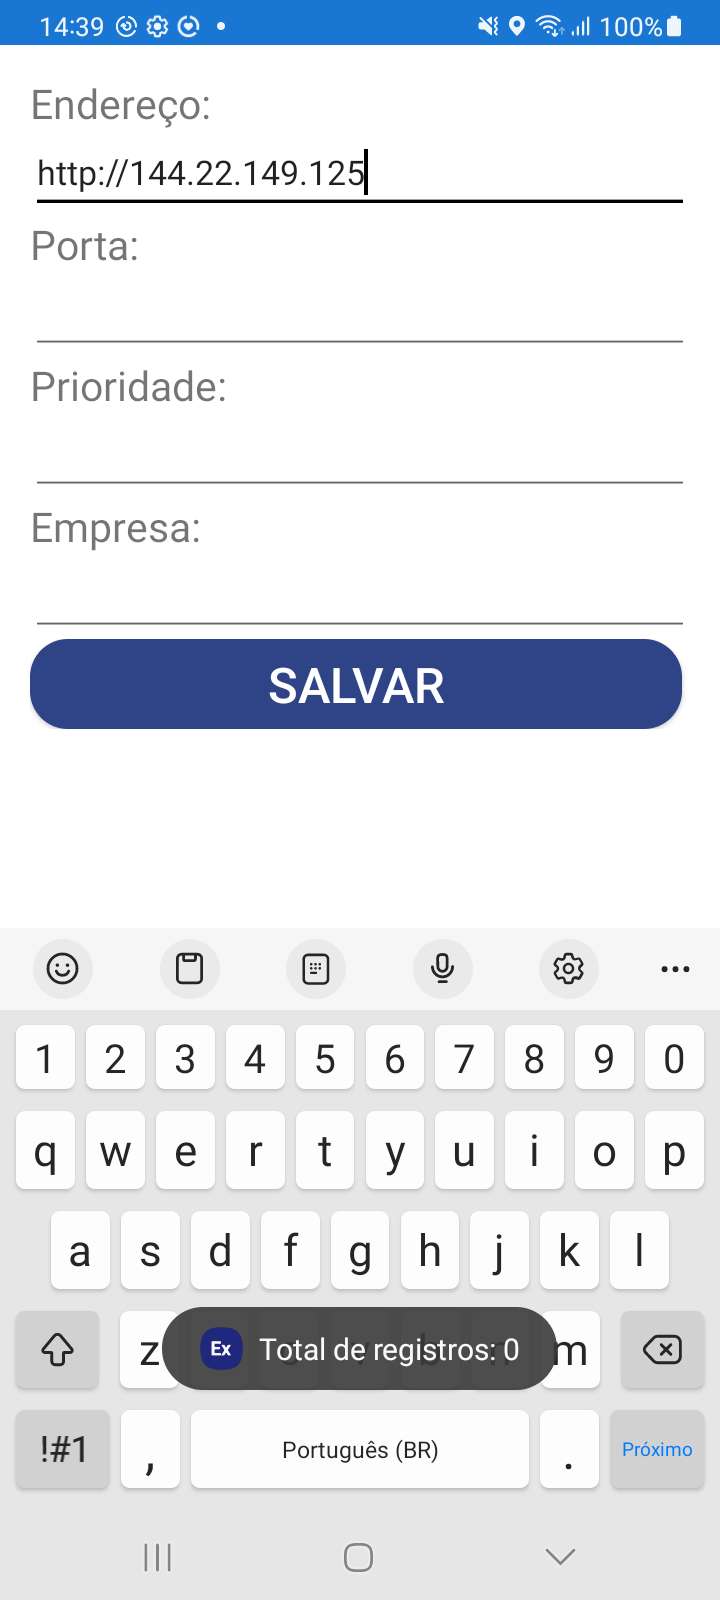 14:39 100%
Endereço:
http://144.22.149.125
Porta:
Prioridade:
Empresa:
SALVAR
1 2 3 4 5 6 7 8 9 0
q w e r t y u i o p
a s d f g h j k l
z m
Ex Total de registros: 0
!#1 , Português (BR) . Próximo